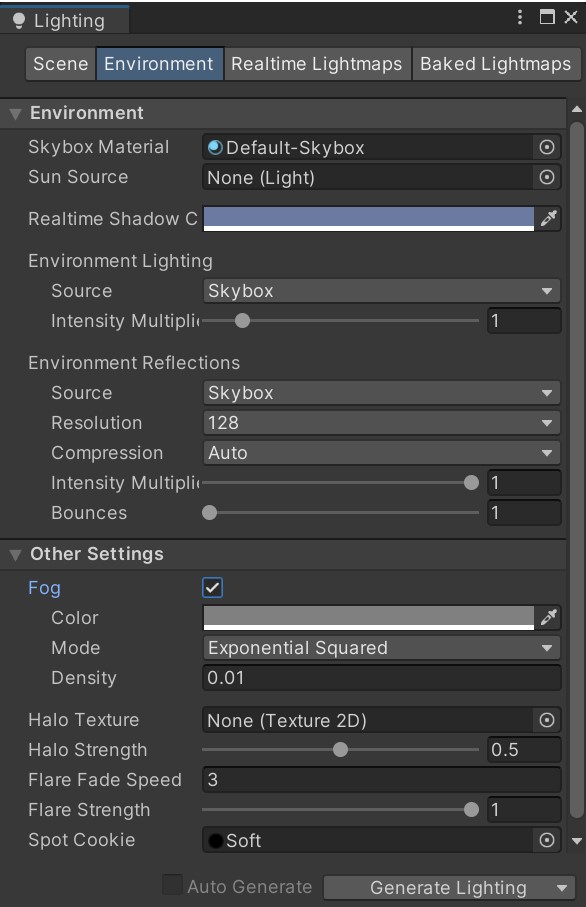 Lighting
Scene Environment Realtime Lightmaps Baked Lightmaps
Environment
Skybox Material Default-Skybox
Sun Source None (Light)
Realtime Shadow C
Environment Lighting
Source Skybox
Intensity Multipli 1
Environment Reflections
Source Skybox
Resolution 128
Compression Auto
Intensity Multipli 1
Bounces 1
Other Settings
Fog
Color
Mode Exponential Squared
Density 0.01
Halo Texture None (Texture 2D)
Halo Strength 0.5
Flare Fade Speed 3
Flare Strength 1
Spot Cookie Soft
Auto Generate Generate Lighting